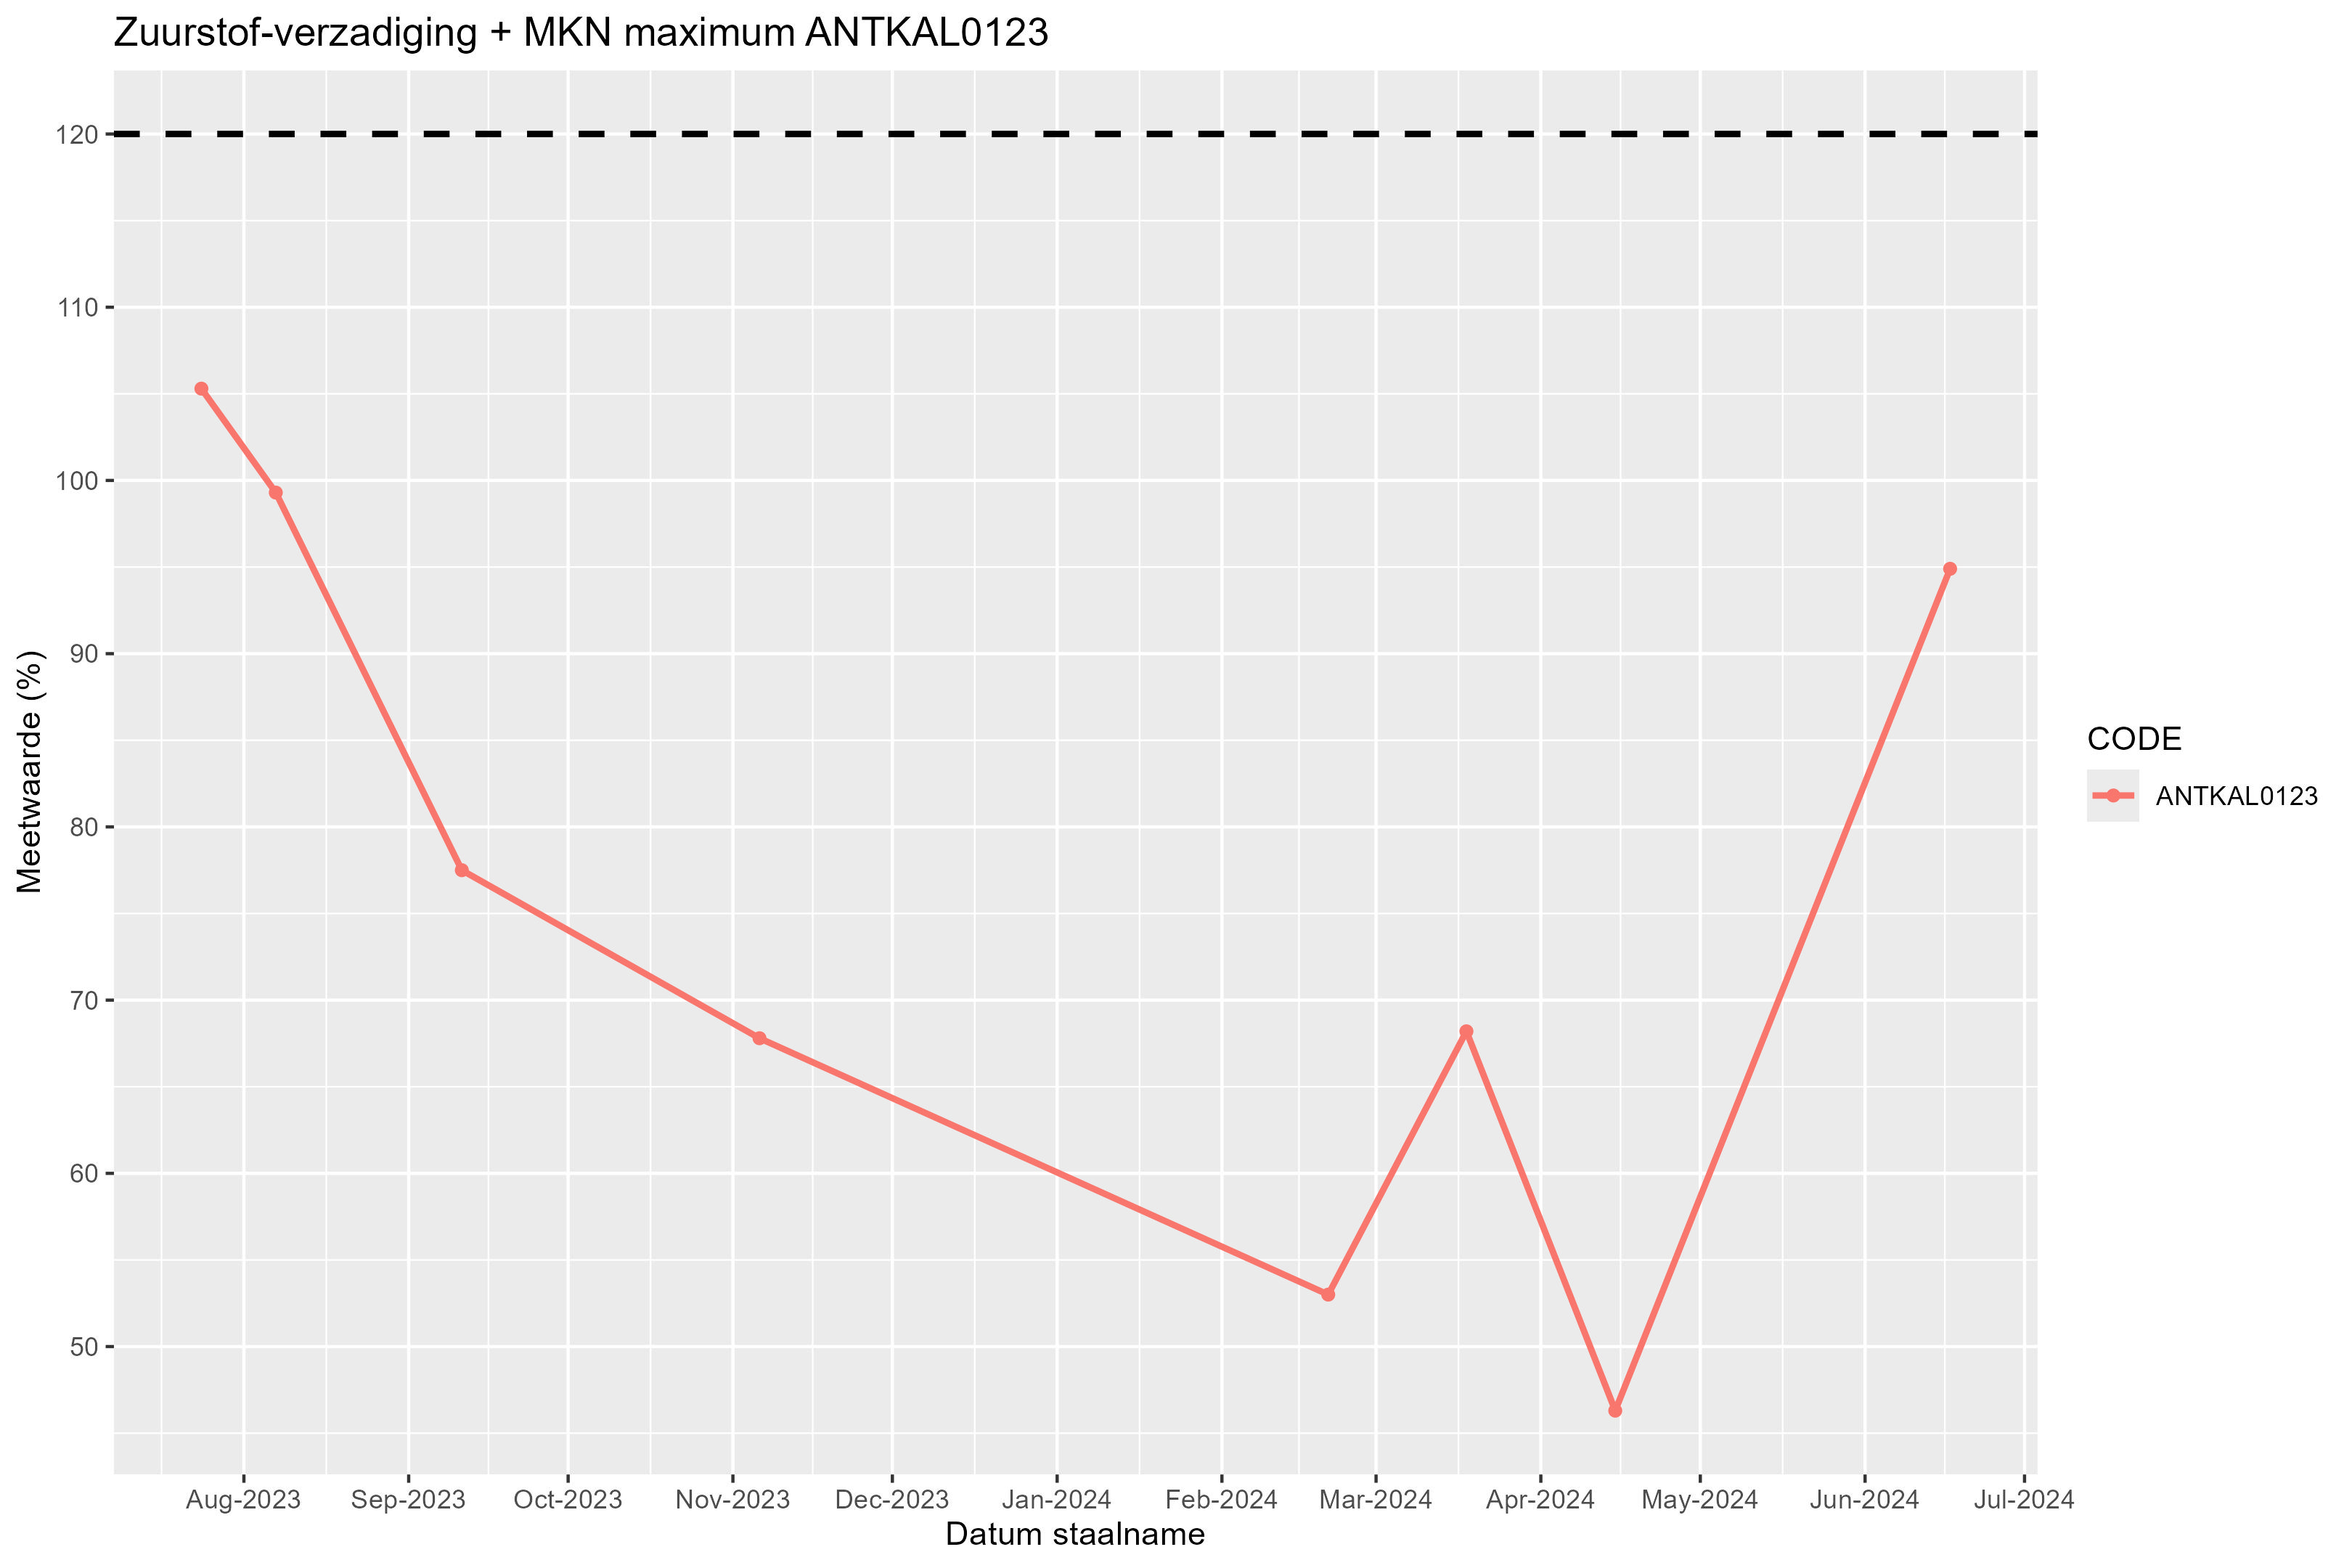 Zuurstof-verzadiging + MKN maximum ANTKAL0123
120
110
100
90
80
70
60
50
Meetwaarde (%)
Aug-2023 Sep-2023 Oct-2023 Nov-2023 Dec-2023 Jan-2024 Feb-2024 Mar-2024 Apr-2024 May-2024 Jun-2024 Jul-2024
Datum staalname
CODE
ANTKAL0123